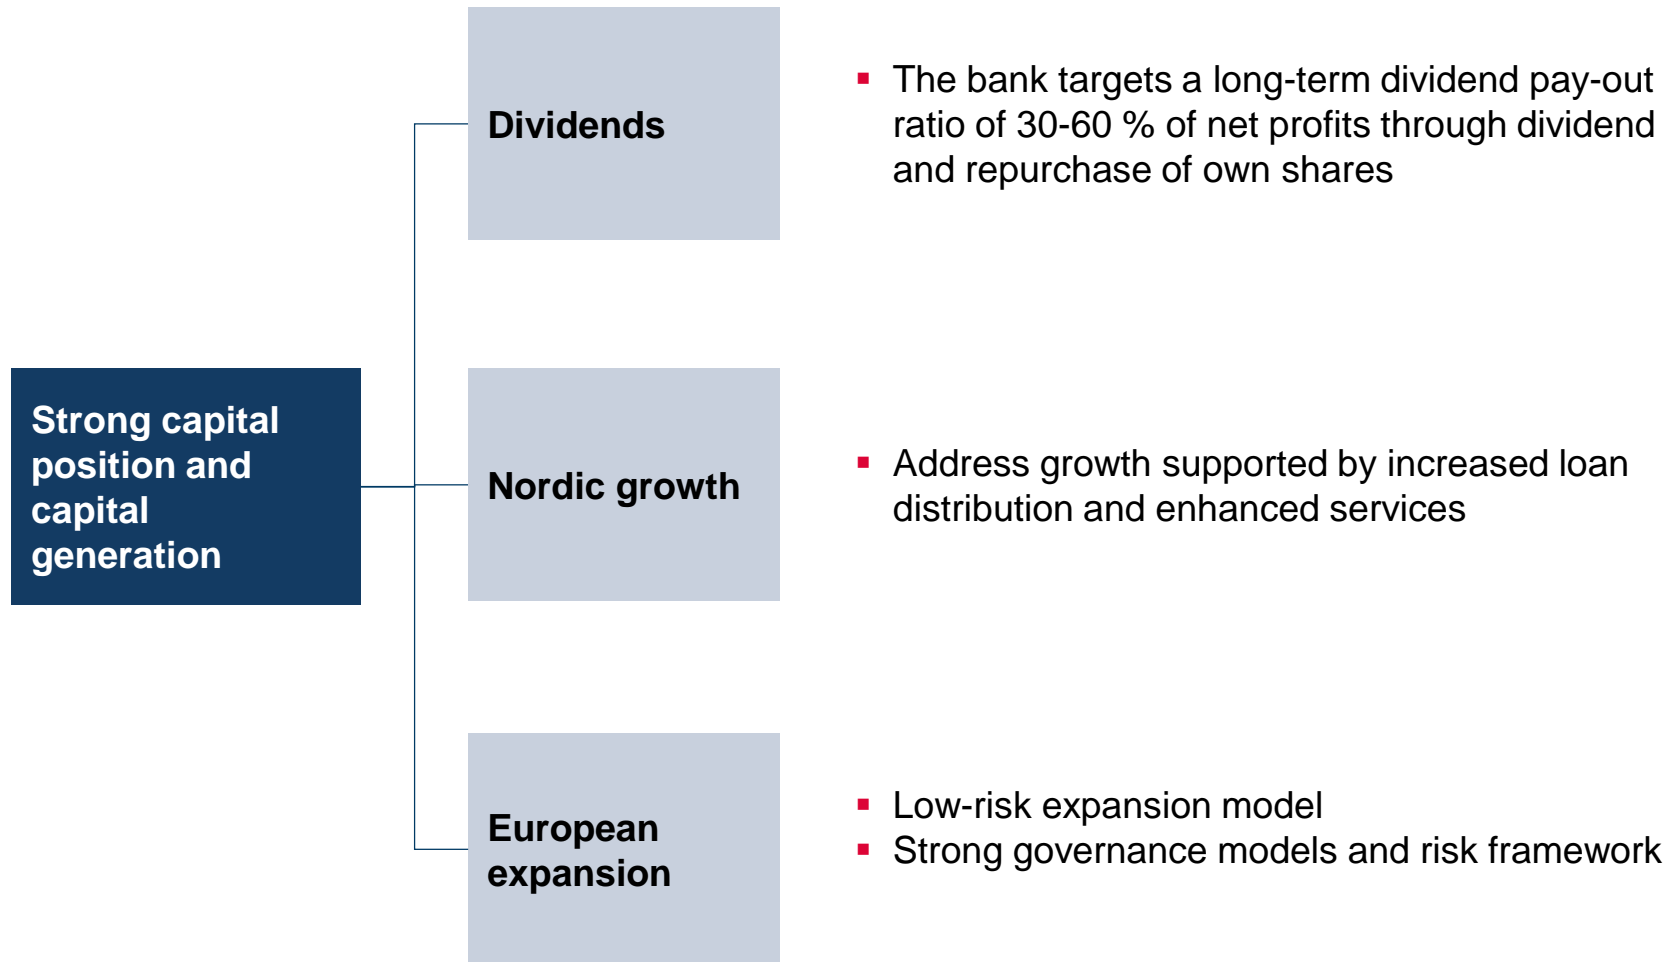 Dividends
▪ The bank targets a long-term dividend pay-out
ratio of 30-60 % of net profits through dividend
and repurchase of own shares
Strong capital
position and
capital
generation
Nordic growth
▪ Address growth supported by increased loan
distribution and enhanced services
European
expansion
▪ Low-risk expansion model
▪ Strong governance models and risk framework